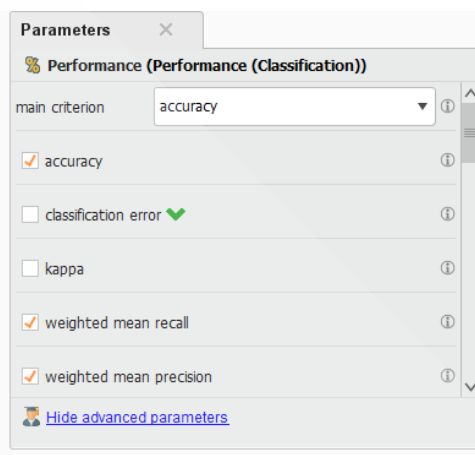 Parameters
Performance (Performance (Classification))
main criterion accuracy
accuracy
classification error
kappa
weighted mean recall
weighted mean precision
Hide advanced parameters